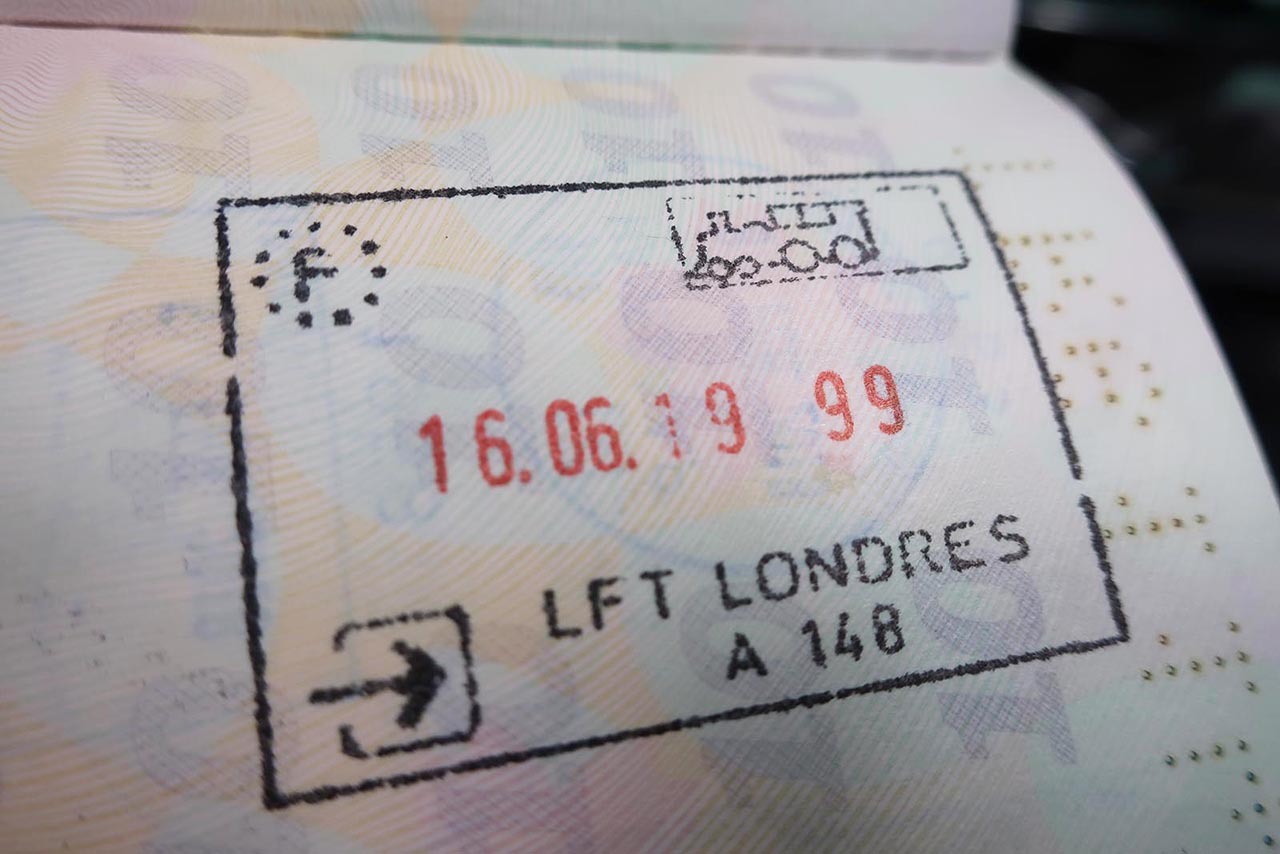 F
16.06.19 99
LFT LONDRES
A 148